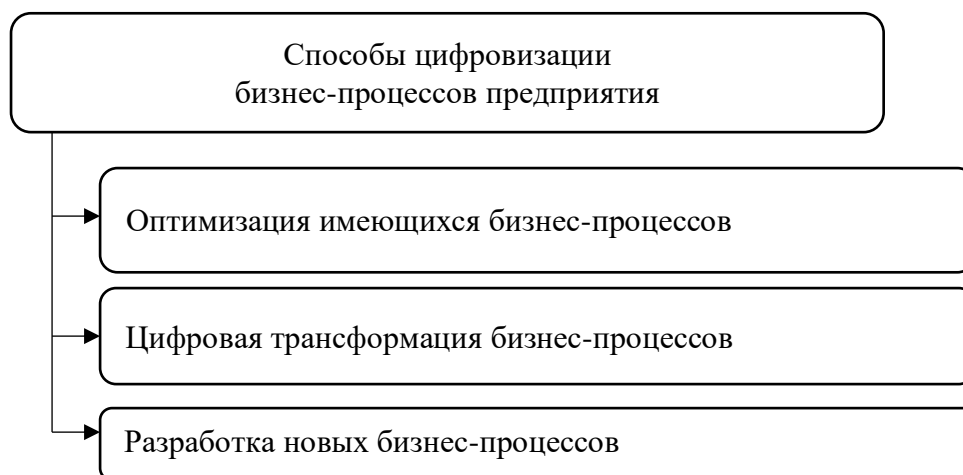 Способы цифровизации
бизнес-процессов предприятия
Оптимизация имеющихся бизнес-процессов
Цифровая трансформация бизнес-процессов
Разработка новых бизнес-процессов